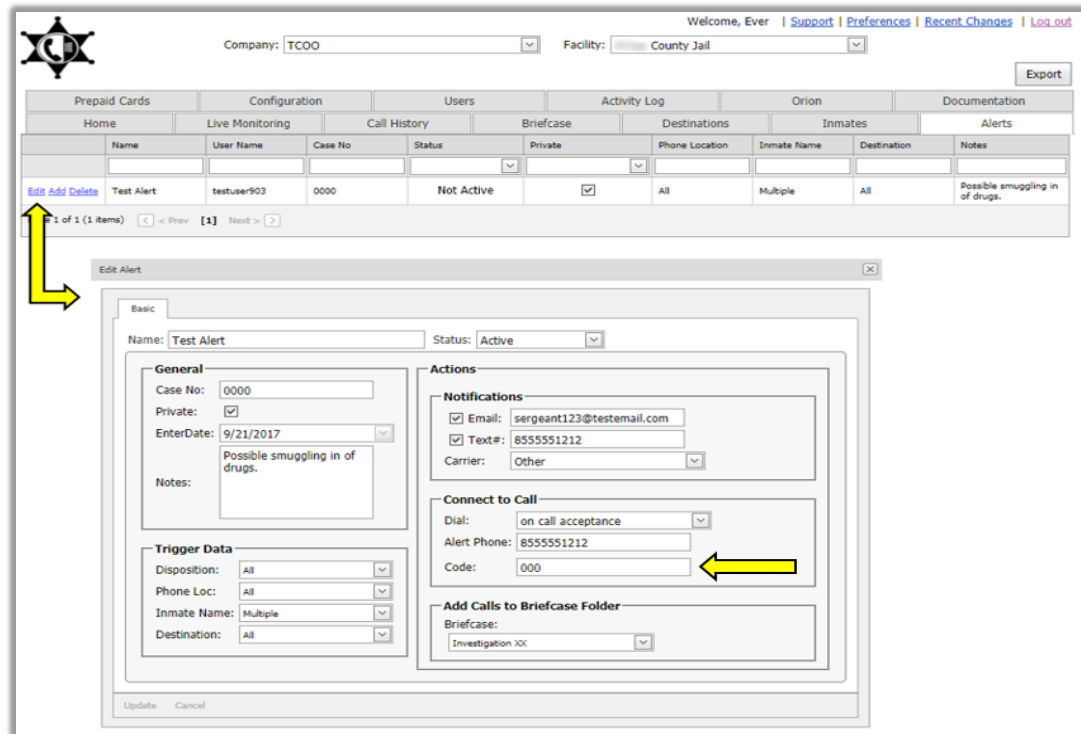 Welcome, Ever | Support | Preferences | Recent Changes | Log out
Company: TCOO Facility: County Jail
Export
Prepaid Cards Configuration Users Activity Log Orion Documentation
Home Live Monitoring Call History Briefcase Destinations Inmates Alerts
Name User Name Case No Status Private Phone Location Inmate Name Destination Notes
Edit Add Delete Test Alert testuser903 0000 Not Active All Multiple All Possible smuggling in
of drugs.
1 of 1 (1 items) < < Prev [1] Next > >
Edit Alert
Basic
Name: Test Alert Status: Active
General
Case No: 0000
Private:
EnterDate: 9/21/2017
Notes: Possible smuggling in of
drugs.
Trigger Data
Disposition: All
Phone Loc: All
Inmate Name: Multiple
Destination: All
Actions
Notifications
Email: sergeant123@testemail.com
Text#: 8555551212
Carrier: Other
Connect to Call
Dial: on call acceptance
Alert Phone: 8555551212
Code: 000
Add Calls to Briefcase Folder
Briefcase:
Investigation XX
Update Cancel